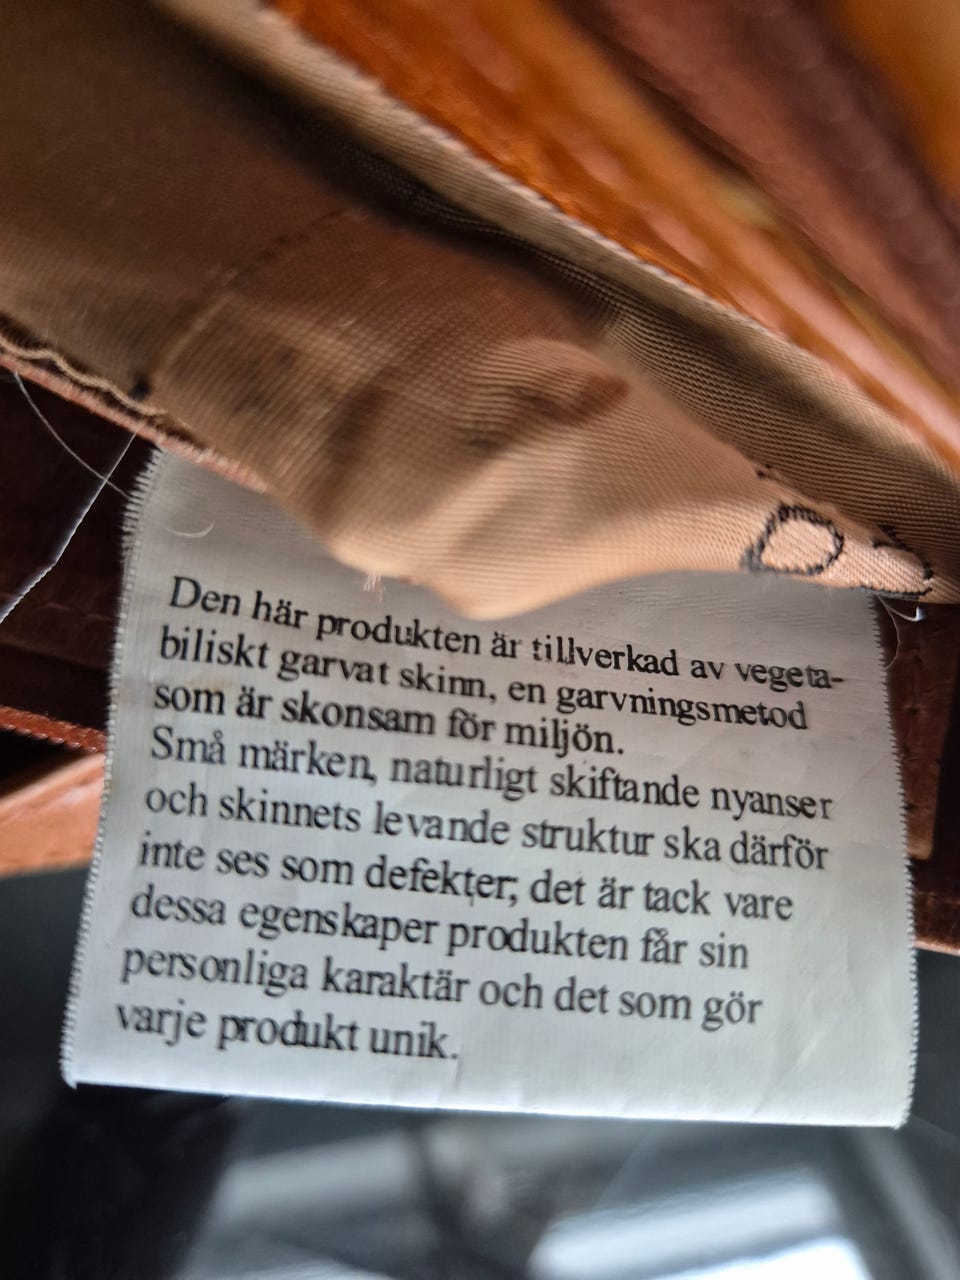 Den här produkten är tillverkad av vegeta-
biliskt garvat skinn, en garvningsmetod
som är skonsam för miljön.
Små märken, naturligt skiftande nyanser
och skinnets levande struktur ska därför
inte ses som defekter, det är tack vare
dessa egenskaper produkten får sin
personliga karaktär och det som gör
varje produkt unik.